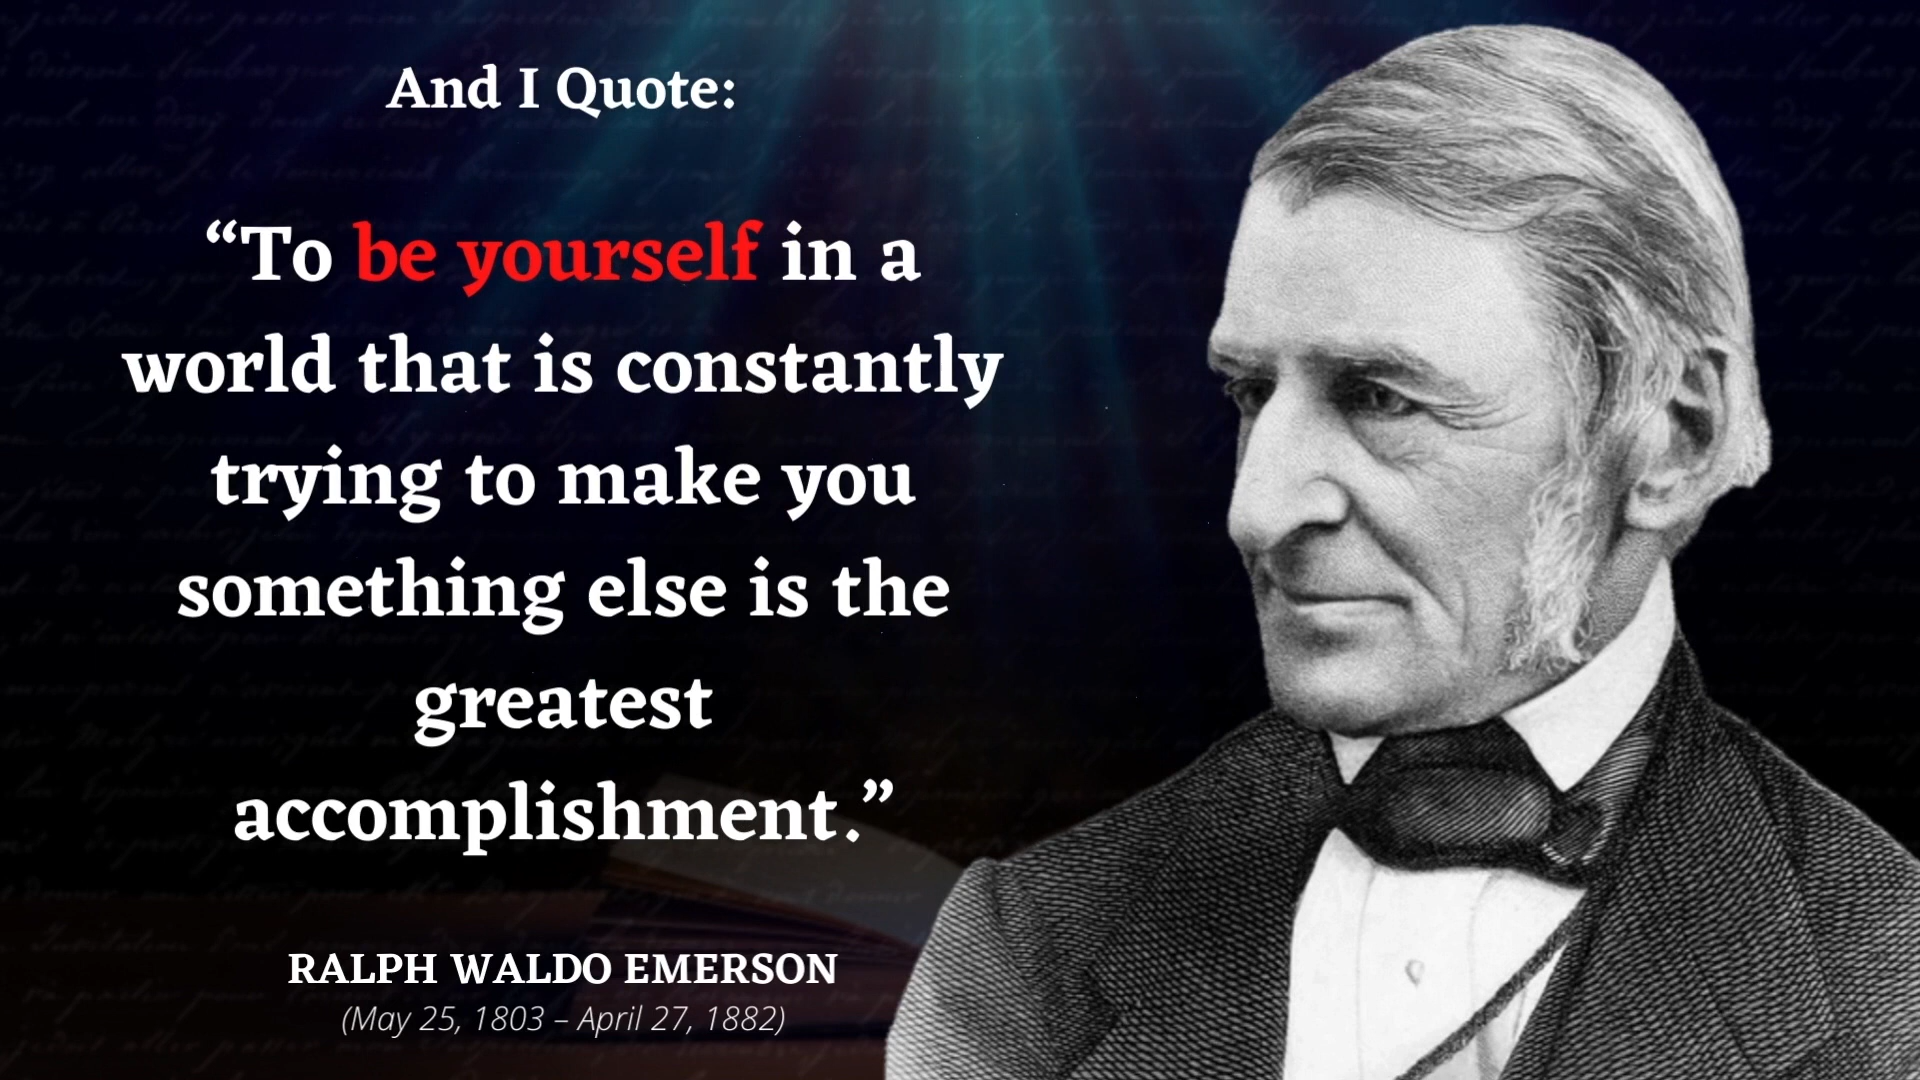 And I Quote:
“To be yourself in a
world that is constantly
trying to make you
something else is the
greatest
accomplishment.”
RALPH WALDO EMERSON
(May 25, 1803 – April 27, 1882)